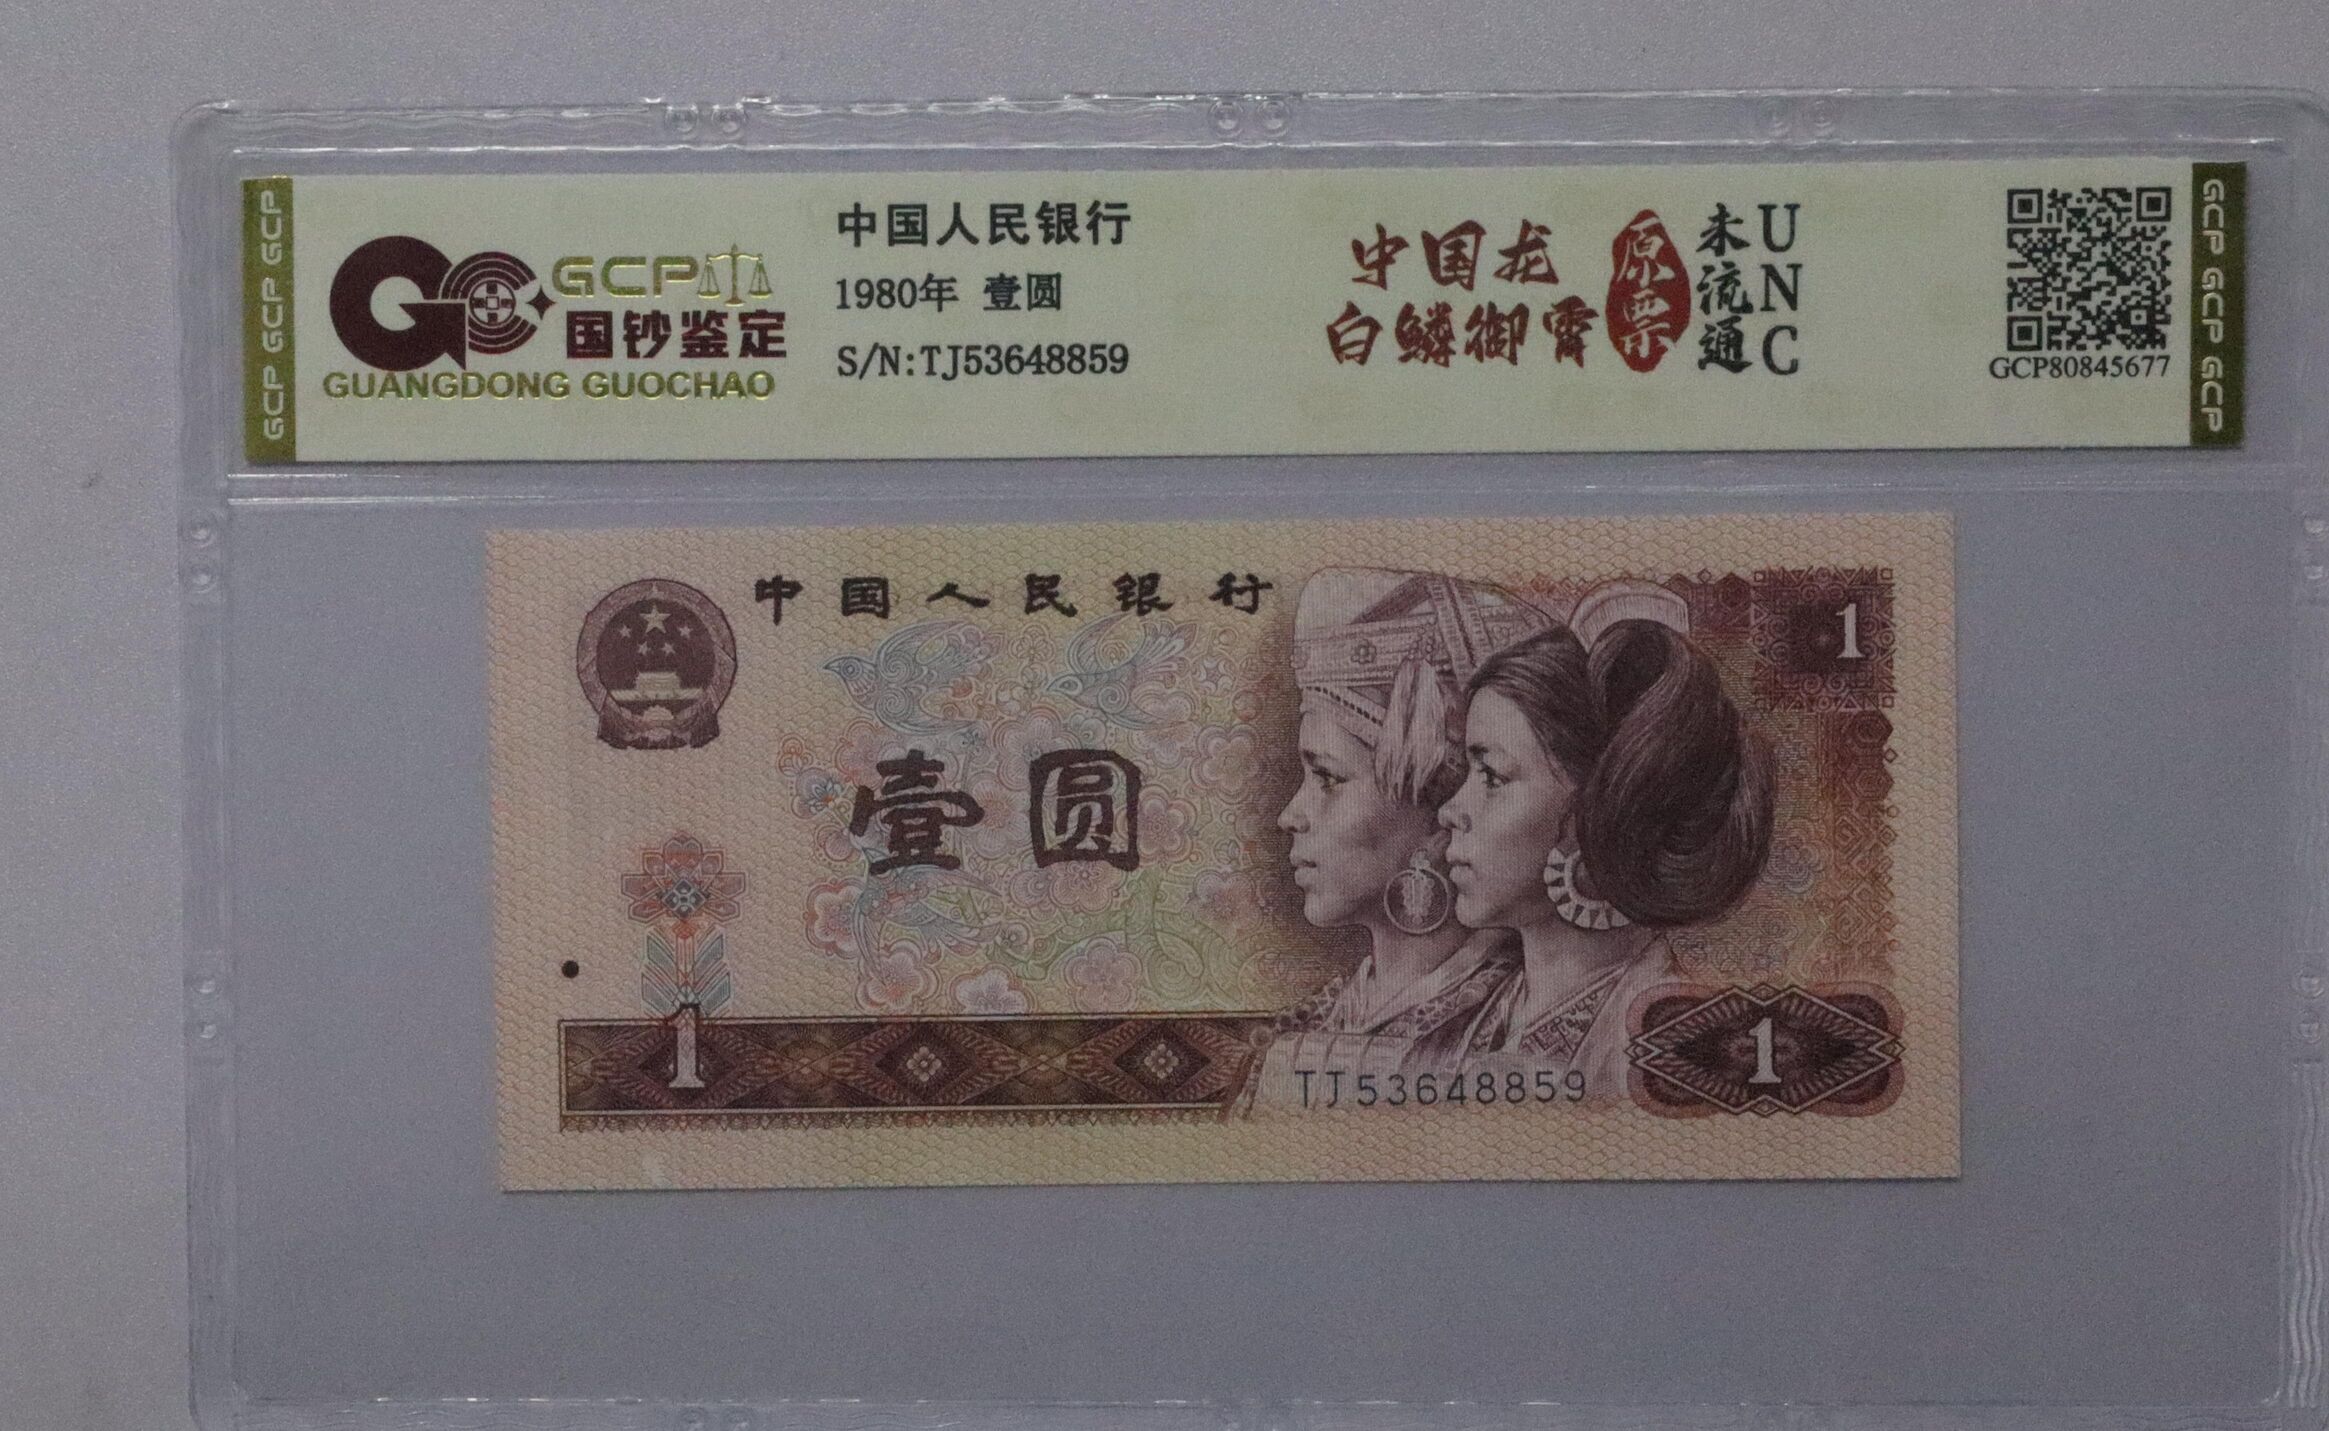 GCP GCP GCP
GCP
国钞鉴定
GUANGDONG GUOCHAO
中国人民银行
1980年 壹圆
S/N:TJ53648859
中国龙
白鳞御霄
原票
未流通
UNC
GCP80845677
GCP GCP GCP
中国人民银行
1
壹圆
1
1
TJ53648859